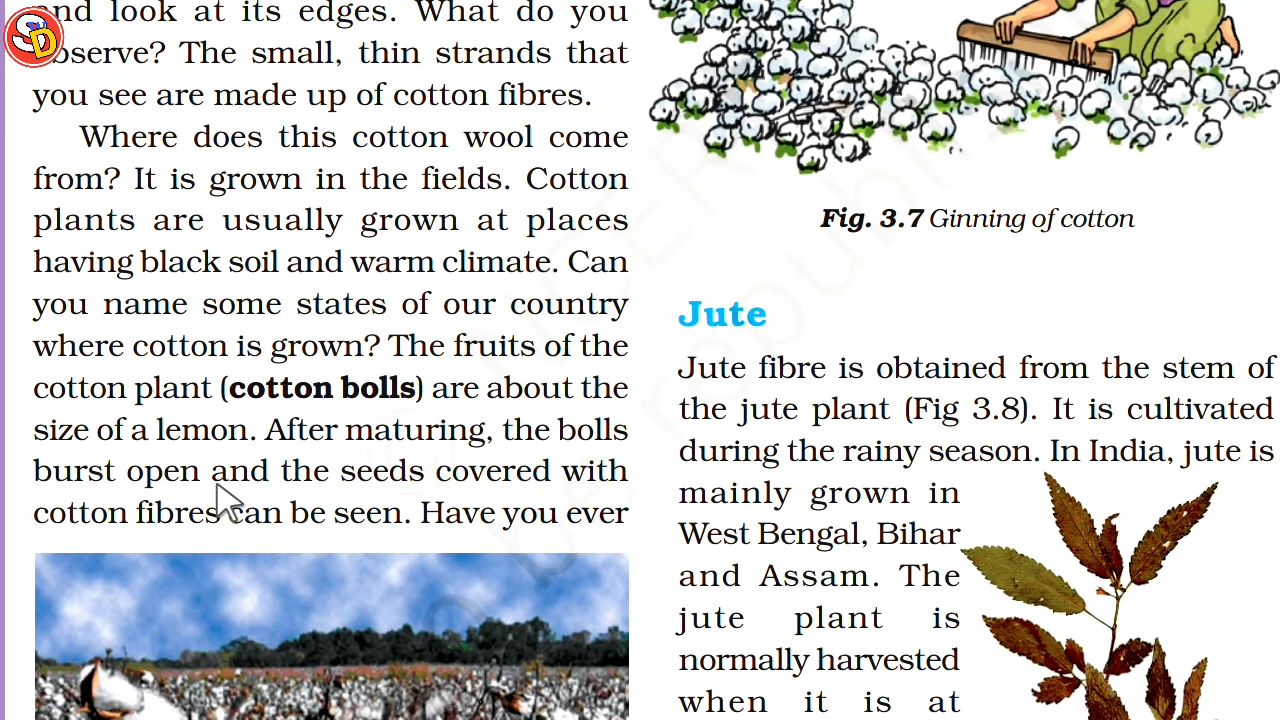 SD
and look at its edges. What do you
observe? The small, thin strands that
you see are made up of cotton fibres.
Where does this cotton wool come
from? It is grown in the fields. Cotton
plants are usually grown at places
having black soil and warm climate. Can
you name some states of our country
where cotton is grown? The fruits of the
cotton plant (cotton bolls) are about the
size of a lemon. After maturing, the bolls
burst open and the seeds covered with
cotton fibres can be seen. Have you ever
Fig. 3.7 Ginning of cotton
Jute
Jute fibre is obtained from the stem of
the jute plant (Fig 3.8). It is cultivated
during the rainy season. In India, jute is
mainly grown in
West Bengal, Bihar
and Assam. The
jute plant is
normally harvested
when it is at